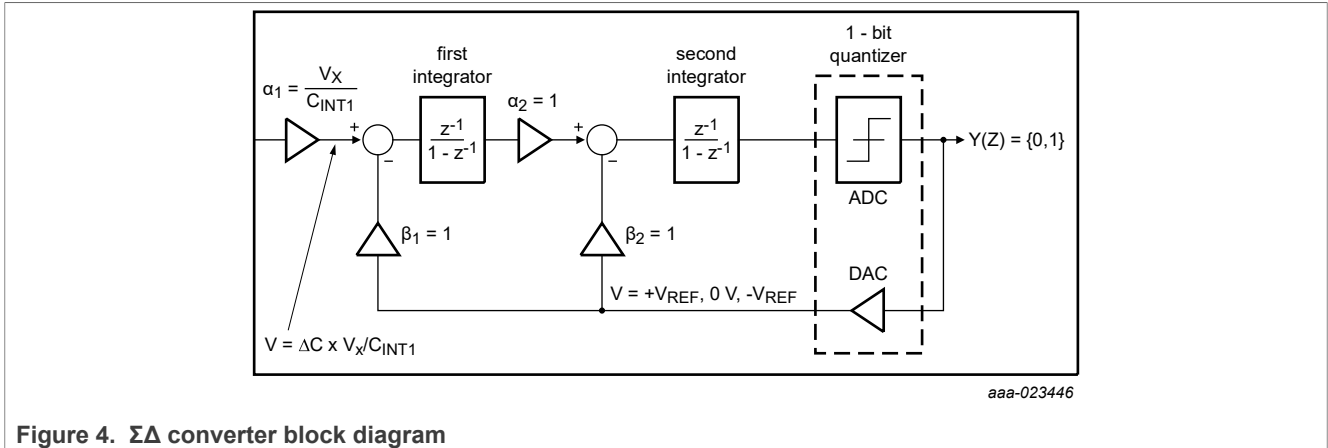 1 - bit
quantizer
first
integrator
second
integrator
α1 = VX
CINT1
α2 = 1
+
−
z-1
1 - z-1
+
−
z-1
1 - z-1
Y(Z) = {0,1}
ADC
β1 = 1
β2 = 1
DAC
V = +VREF, 0 V, -VREF
V = ΔC x Vx/CINT1
aaa-023446
Figure 4. ΣΔ converter block diagram